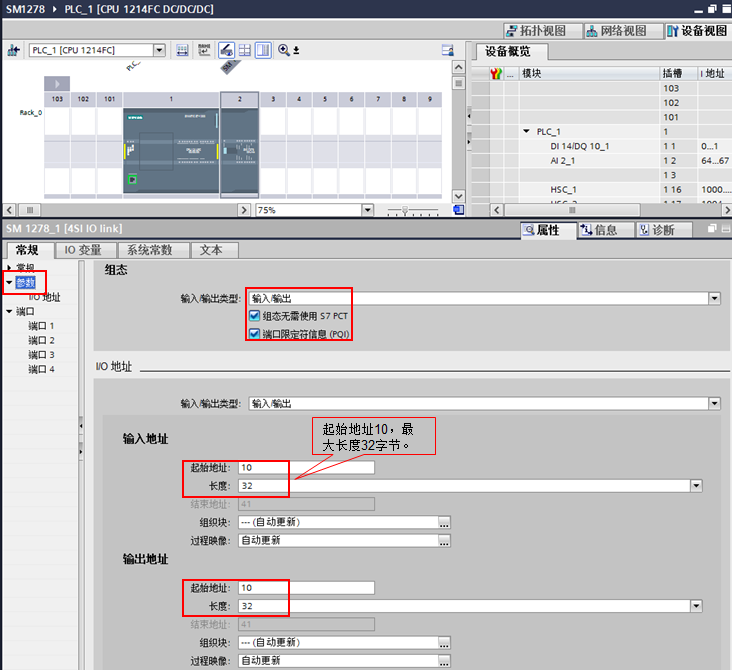 SM1278 ▸ PLC_1 [CPU 1214FC DC/DC/DC]
拓扑视图 网络视图 设备视图
PLC_1 [CPU 1214FC]
设备概览
模块 插槽 I 地址
103
102
101
PLC_1 1
DI 14/DQ 10_1 1 1 0...1
AI 2_1 1 2 64...67
1 3
HSC_1 1 16 1000....
103 102 101 1 2 3 4 5 6 7 8 9
Rack_0
75%
SM 1278_1 [4SI IO link]
属性 信息 诊断
常规 IO 变量 系统常数 文本
常规
参数
I/O 地址
端口
端口 1
端口 2
端口 3
端口 4
组态
输入/输出类型: 输入/输出
组态无需使用 S7 PCT
端口限定符信息 (PQI)
I/O 地址
输入/输出类型: 输入/输出
起始地址10，最
大长度32字节。
输入地址
起始地址: 10
长度: 32
结束地址: 41
组织块: --- (自动更新) ...
过程映像: 自动更新 ...
输出地址
起始地址: 10
长度: 32
结束地址: 41
组织块: --- (自动更新) ...
过程映像: 自动更新 ...